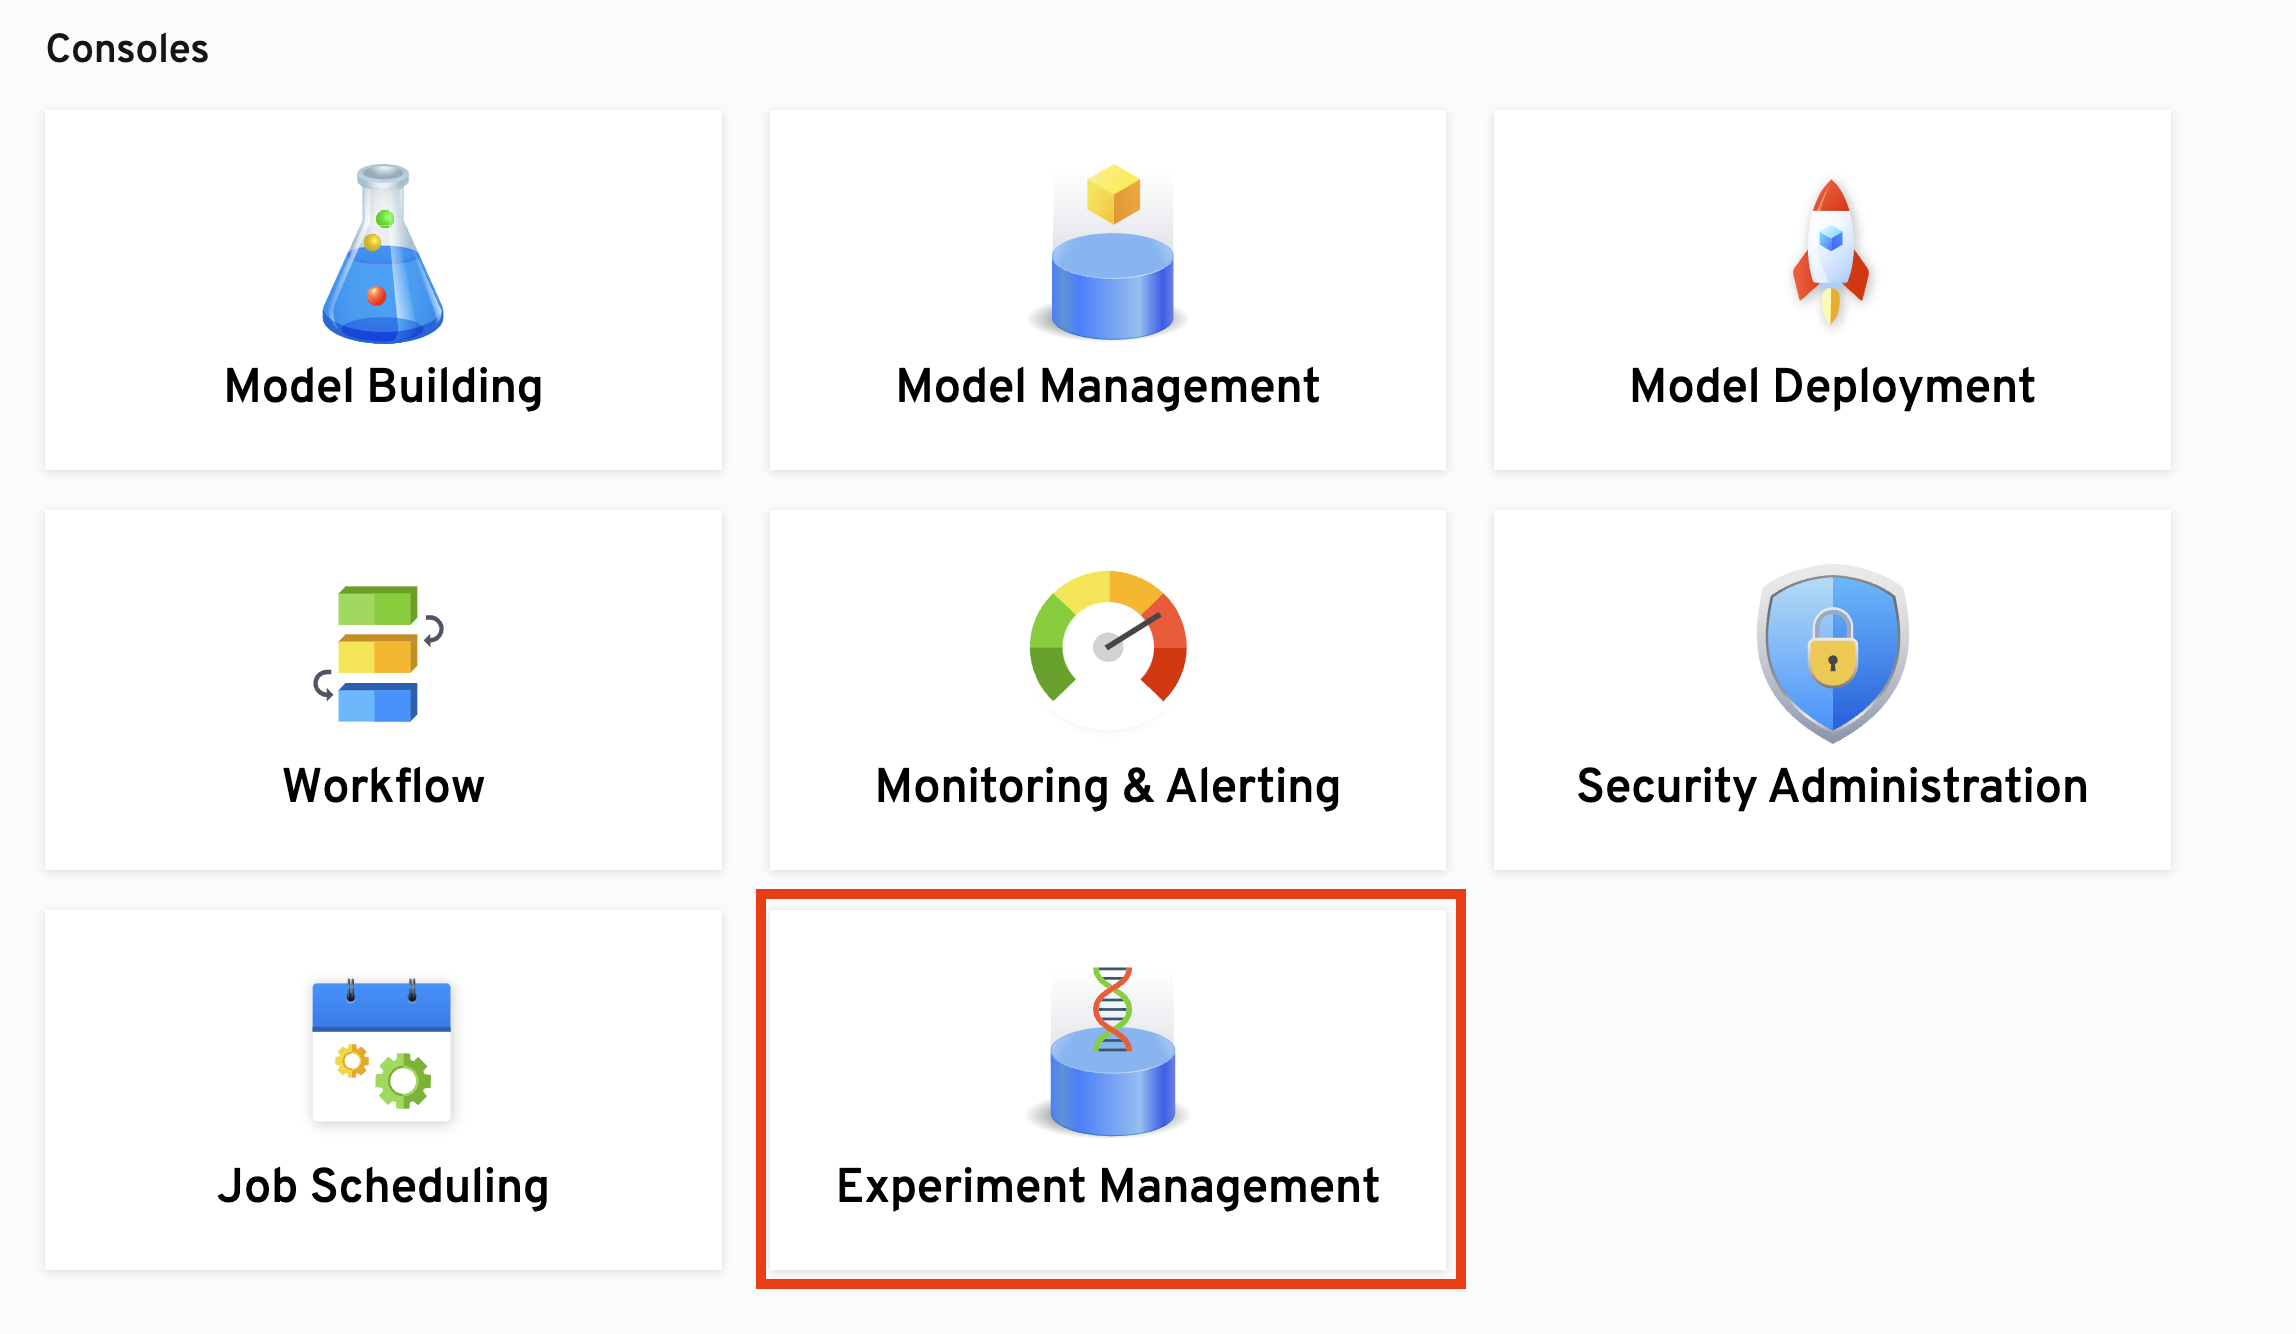 Consoles
Model Building
Model Management
Model Deployment
Workflow
Monitoring & Alerting
Security Administration
Job Scheduling
Experiment Management